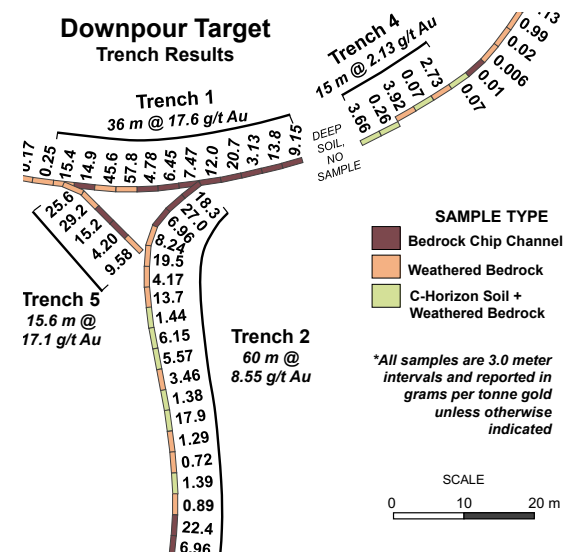 Downpour Target
Trench Results
Trench 4
15 m @ 2.13 g/t Au
3.66
0.26
3.92
0.07
2.73
0.07
0.01
0.006
0.02
0.99
Trench 1
36 m @ 17.6 g/t Au
0.17
0.25
15.4
14.9
45.6
57.8
4.78
6.45
7.47
12.0
20.7
3.13
13.8
9.15
DEEP
SOIL,
NO
SAMPLE
25.6
29.2
15.2
4.20
9.58
Trench 5
15.6 m @
17.1 g/t Au
18.3
27.0
6.96
8.24
19.5
4.17
13.7
1.44
6.15
5.57
3.46
1.38
17.9
1.29
0.72
1.39
0.89
22.4
6.96
Trench 2
60 m @
8.55 g/t Au
SAMPLE TYPE
Bedrock Chip Channel
Weathered Bedrock
C-Horizon Soil +
Weathered Bedrock
*All samples are 3.0 meter
intervals and reported in
grams per tonne gold
unless otherwise
indicated
SCALE
0 10 20 m